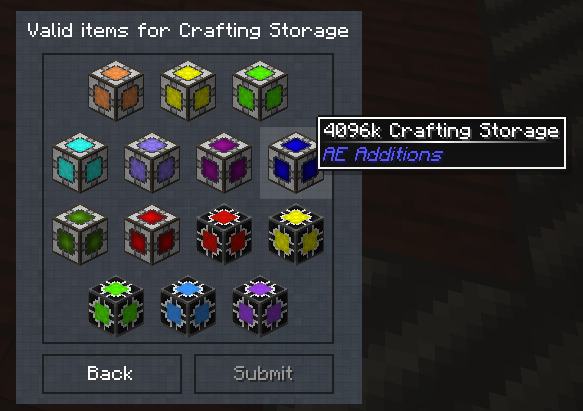 Valid items for Crafting Storage
4096k Crafting Storage
AE Additions
Back
Submit